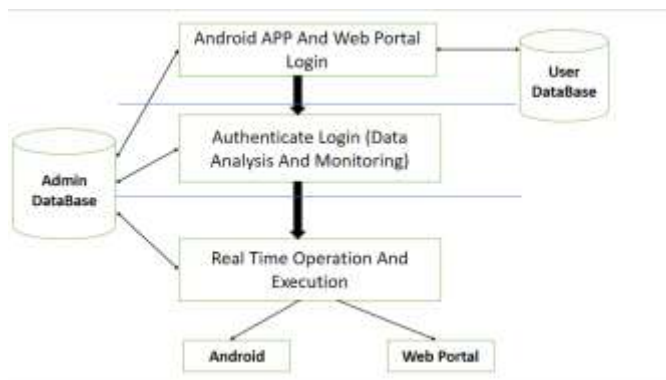 Android APP And Web Portal
Login
User
DataBase
Authenticate Login (Data
Analysis And Monitoring)
Admin
DataBase
Real Time Operation And
Execution
Android
Web Portal